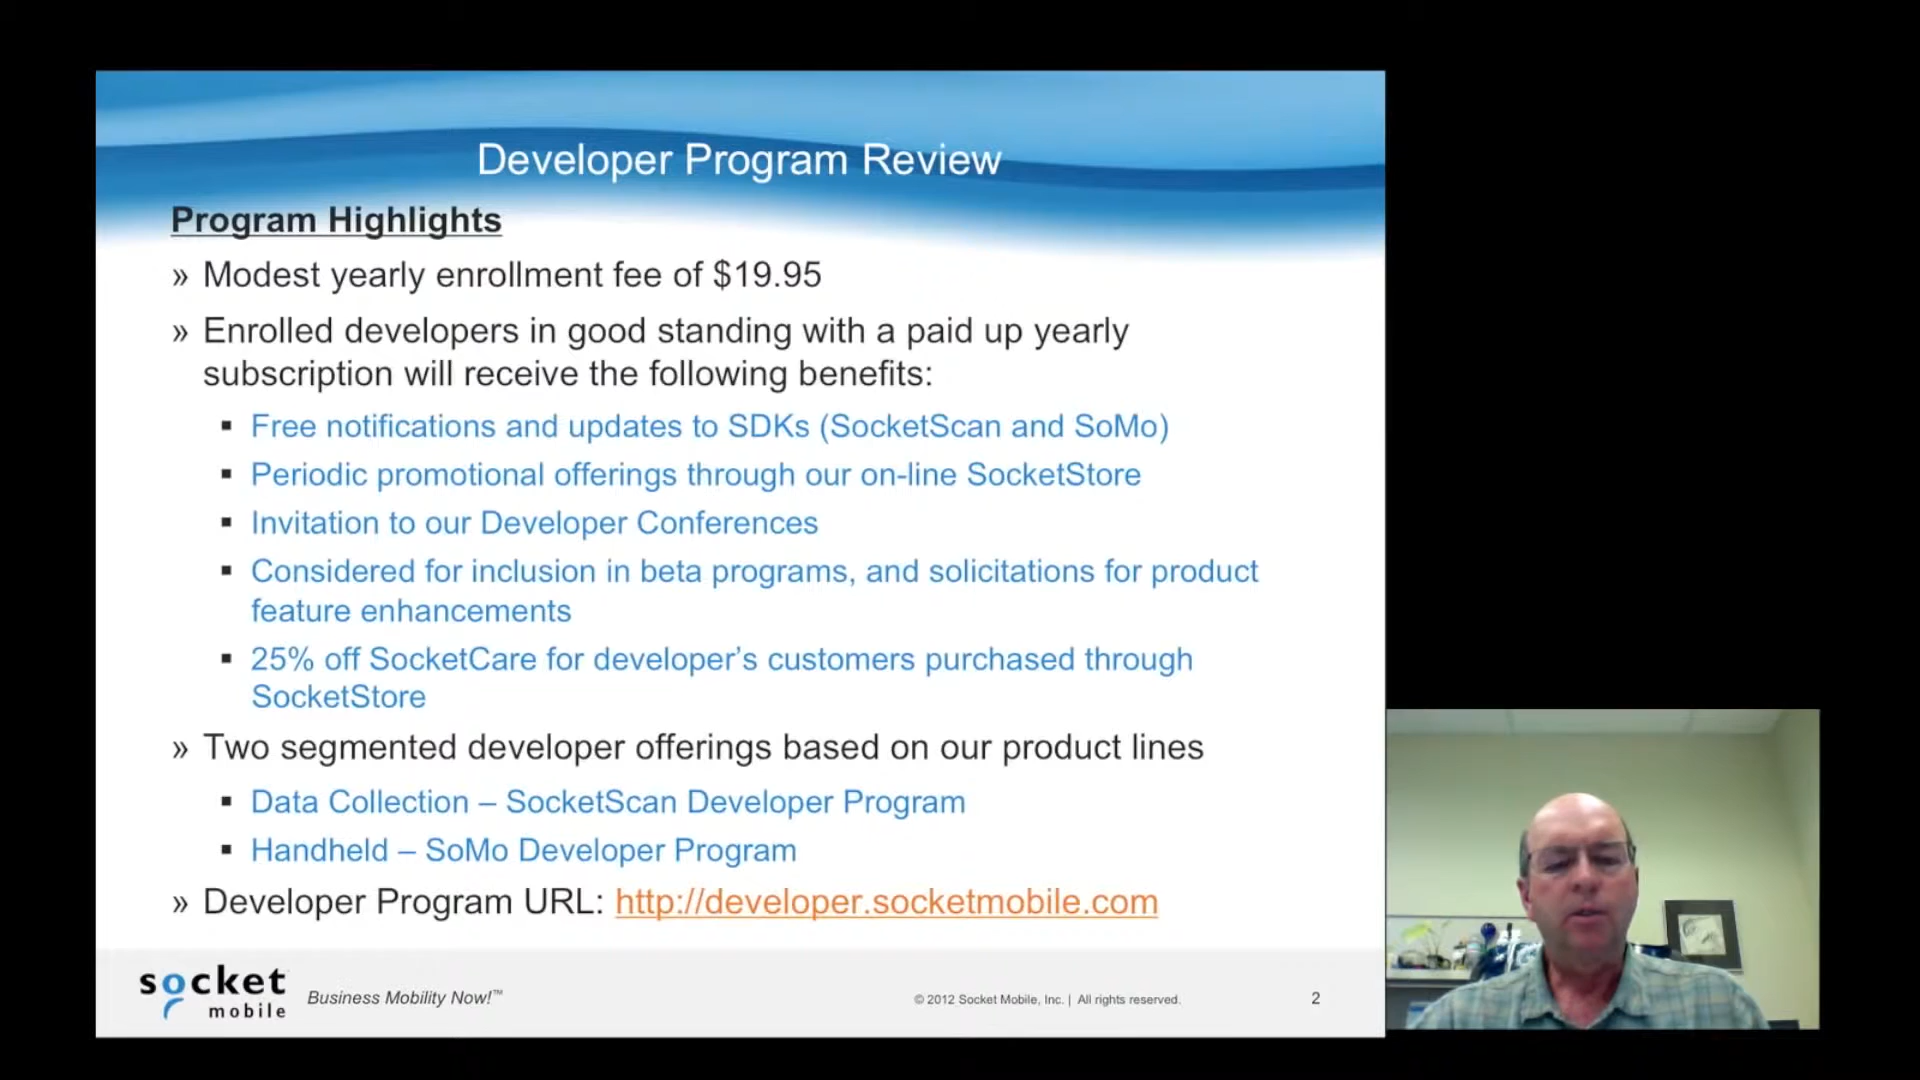 Developer Program Review
Program Highlights
» Modest yearly enrollment fee of $19.95
» Enrolled developers in good standing with a paid up yearly
subscription will receive the following benefits:
▪ Free notifications and updates to SDKs (SocketScan and SoMo)
▪ Periodic promotional offerings through our on-line SocketStore
▪ Invitation to our Developer Conferences
▪ Considered for inclusion in beta programs, and solicitations for product
feature enhancements
▪ 25% off SocketCare for developer’s customers purchased through
SocketStore
» Two segmented developer offerings based on our product lines
▪ Data Collection – SocketScan Developer Program
▪ Handheld – SoMo Developer Program
» Developer Program URL: http://developer.socketmobile.com
socket
mobile
Business Mobility Now!™
© 2012 Socket Mobile, Inc. | All rights reserved.
2